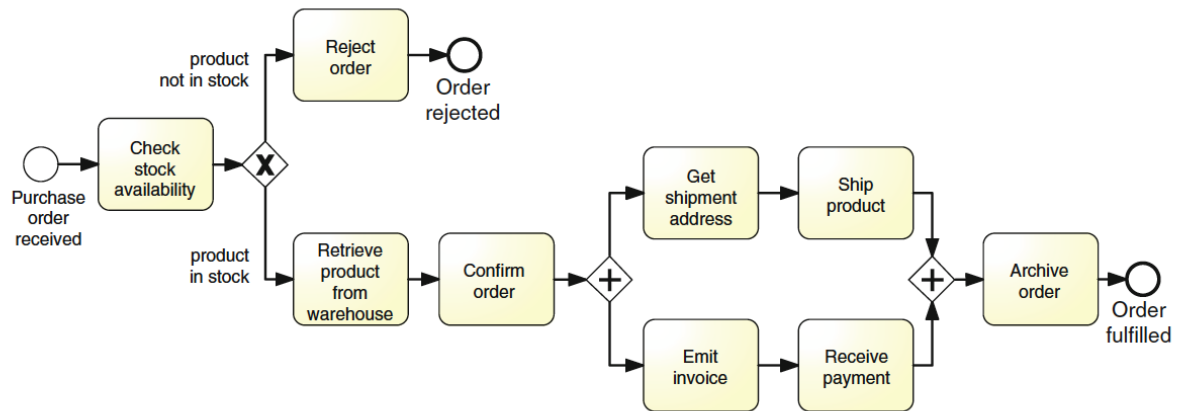 Purchase
order
received
Check
stock
availability
X
product
not in stock
Reject
order
Order
rejected
product
in stock
Retrieve
product
from
warehouse
Confirm
order
Get
shipment
address
Ship
product
Emit
invoice
Receive
payment
Archive
order
Order
fulfilled